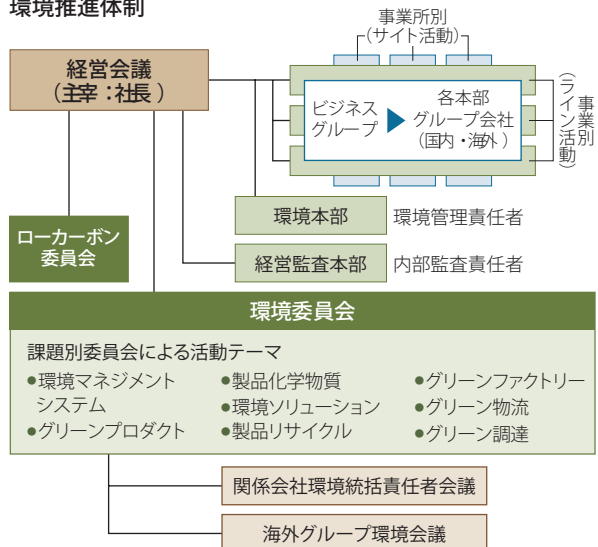 環境推進体制
事業所別
（サイト活動）
経営会議
（主宰：社長）
ビジネス
グループ
各本部
グループ会社
（国内・海外）
事業別
（ライン活動）
環境本部
環境管理責任者
ローカーボン
委員会
経営監査本部
内部監査責任者
環境委員会
課題別委員会による活動テーマ
●環境マネジメント
システム
●グリーンプロダクト
●製品化学物質
●環境ソリューション
●製品リサイクル
●グリーンファクトリー
●グリーン物流
●グリーン調達
関係会社環境統括責任者会議
海外グループ環境会議